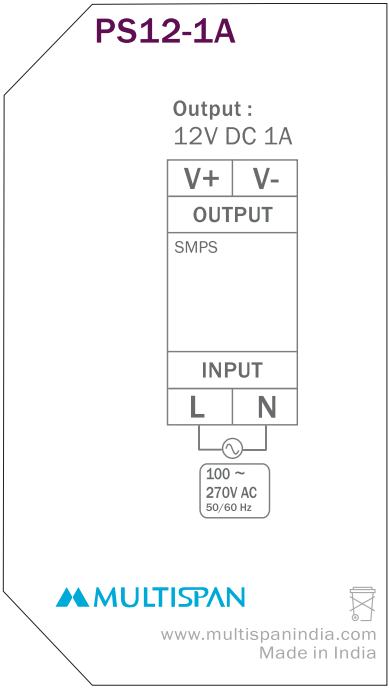 PS12-1A
Output :
12V DC 1A
V+ V-
OUTPUT
SMPS
INPUT
L N
100 ~
270V AC
50/60 Hz
MULTISPAN
www.multispanindia.com
Made in India